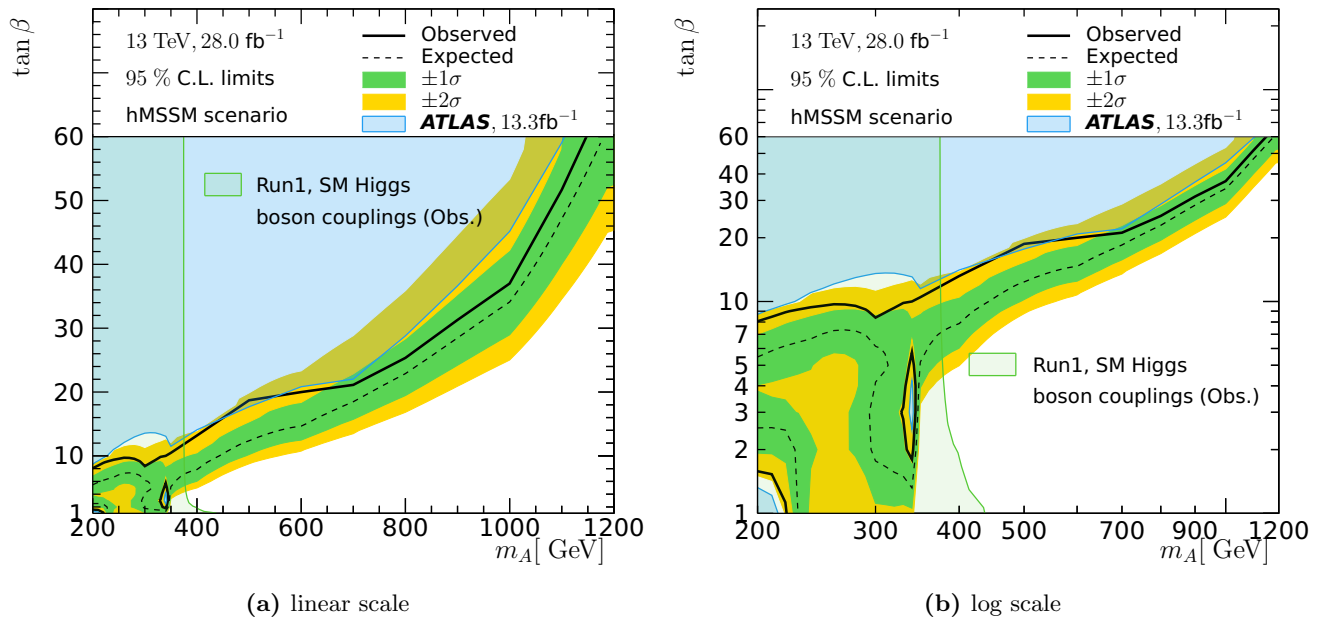 tan β
13 TeV, 28.0 fb⁻¹
95 % C.L. limits
hMSSM scenario
Observed
Expected
±1σ
±2σ
ATLAS, 13.3fb⁻¹
Run1, SM Higgs
boson couplings (Obs.)
60
50
40
30
20
10
1
200 400 600 800 1000 1200
m_A[ GeV]
(a) linear scale
tan β
13 TeV, 28.0 fb⁻¹
95 % C.L. limits
hMSSM scenario
Observed
Expected
±1σ
±2σ
ATLAS, 13.3fb⁻¹
Run1, SM Higgs
boson couplings (Obs.)
60
40
30
20
10
7
5
4
3
2
1
200 300 400 500 700 900 1200
m_A[ GeV]
(b) log scale